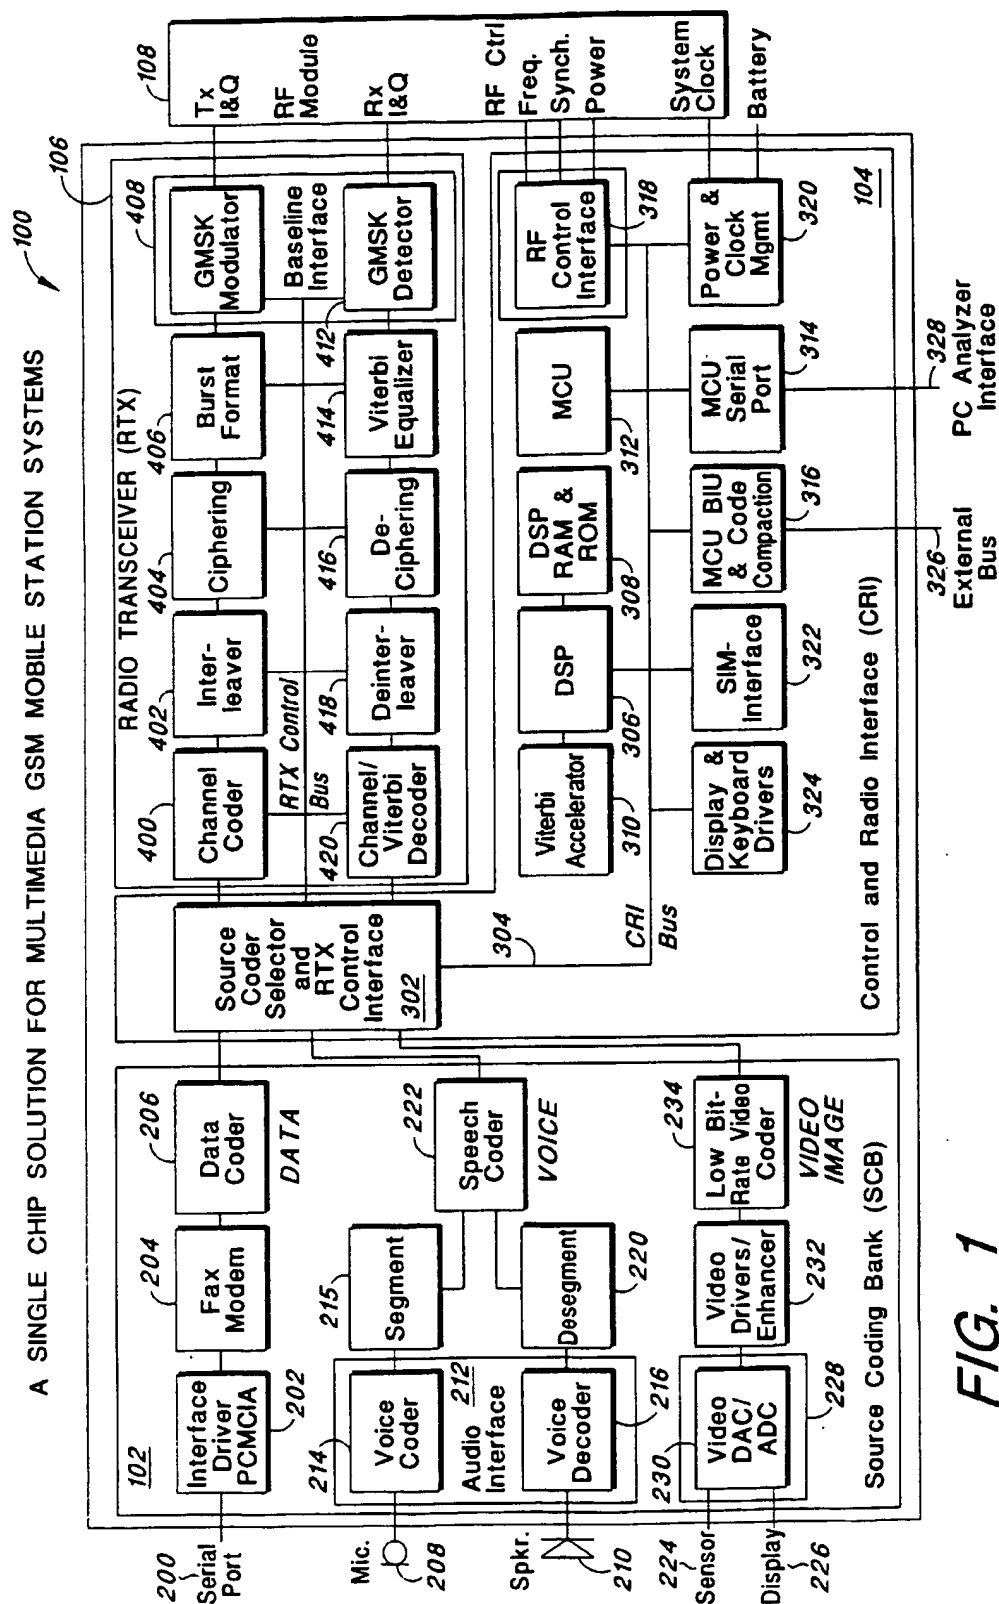 A SINGLE CHIP SOLUTION FOR MULTIMEDIA GSM MOBILE STATION SYSTEMS
100
106
108
RADIO TRANSCEIVER (RTX)
400
Channel
Coder
402
Inter-
leaver
404
Ciphering
406
Burst
Format
408
GMSK
Modulator
Tx
I&Q
RF
Module
Rx
I&Q
RTX Control
Bus
Baseline
Interface
420
Channel/
Viterbi
Decoder
418
Deinter-
leaver
416
De-
Ciphering
414
Viterbi
Equalizer
412
GMSK
Detector
RF Ctrl
Freq.
Synch.
Power
System
Clock
Battery
102
Serial
Port
200
Interface
Driver
PCMCIA
202
204
Fax
Modem
206
Data
Coder
DATA
Source
Coder
Selector
and
RTX
Control
Interface
302
304
CRI
Bus
Mic.
208
214
Voice
Coder
212
Audio
Interface
215
Segment
222
Speech
Coder
VOICE
Spkr.
210
Voice
Decoder
216
Desegment
220
224
Sensor
Display
226
230
Video
DAC/
ADC
228
Video
Drivers/
Enhancer
232
234
Low Bit-
Rate Video
Coder
VIDEO
IMAGE
Source Coding Bank (SCB)
Viterbi
Accelerator
310
DSP
306
DSP
RAM &
ROM
308
MCU
312
RF
Control
Interface
318
Display &
Keyboard
Drivers
324
SIM-
Interface
322
MCU BIU
& Code
Compaction
316
MCU
Serial
Port
314
Power &
Clock
Mgmt
320
104
Control and Radio Interface (CRI)
326
External
Bus
328
PC Analyzer
Interface
FIG. 1